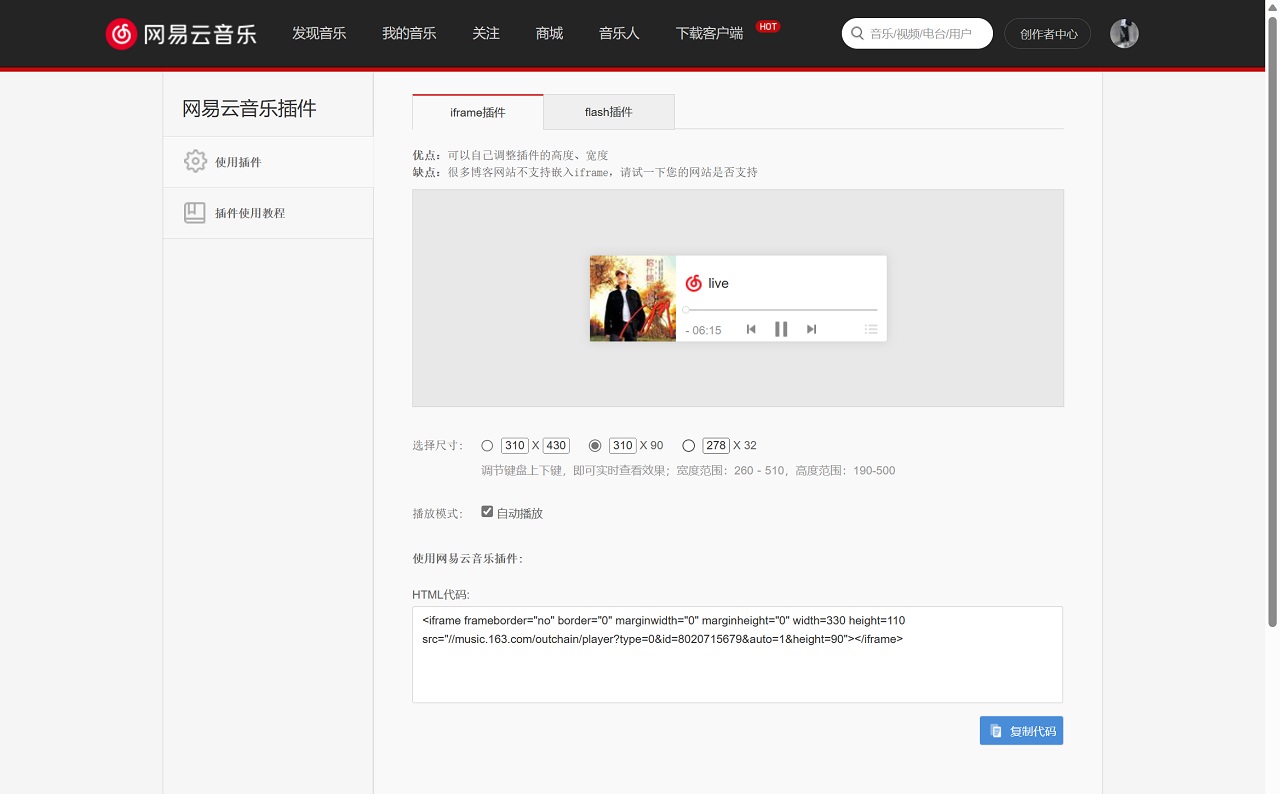 网易云音乐 发现音乐 我的音乐 关注 商城 音乐人 下载客户端 HOT 音乐/视频/电台/用户 创作者中心
网易云音乐插件
使用插件
插件使用教程
iframe插件 flash插件
优点：可以自己调整插件的高度、宽度
缺点：很多博客网站不支持嵌入iframe，请试一下您的网站是否支持
live
- 06:15
选择尺寸： 310 X 430 310 X 90 278 X 32
调节键盘上下键，即可实时查看效果；宽度范围：260 - 510，高度范围：190-500
播放模式： 自动播放
使用网易云音乐插件：
HTML代码:
<iframe frameborder="no" border="0" marginwidth="0" marginheight="0" width=330 height=110
src="//music.163.com/outchain/player?type=0&id=8020715679&auto=1&height=90"></iframe>
复制代码